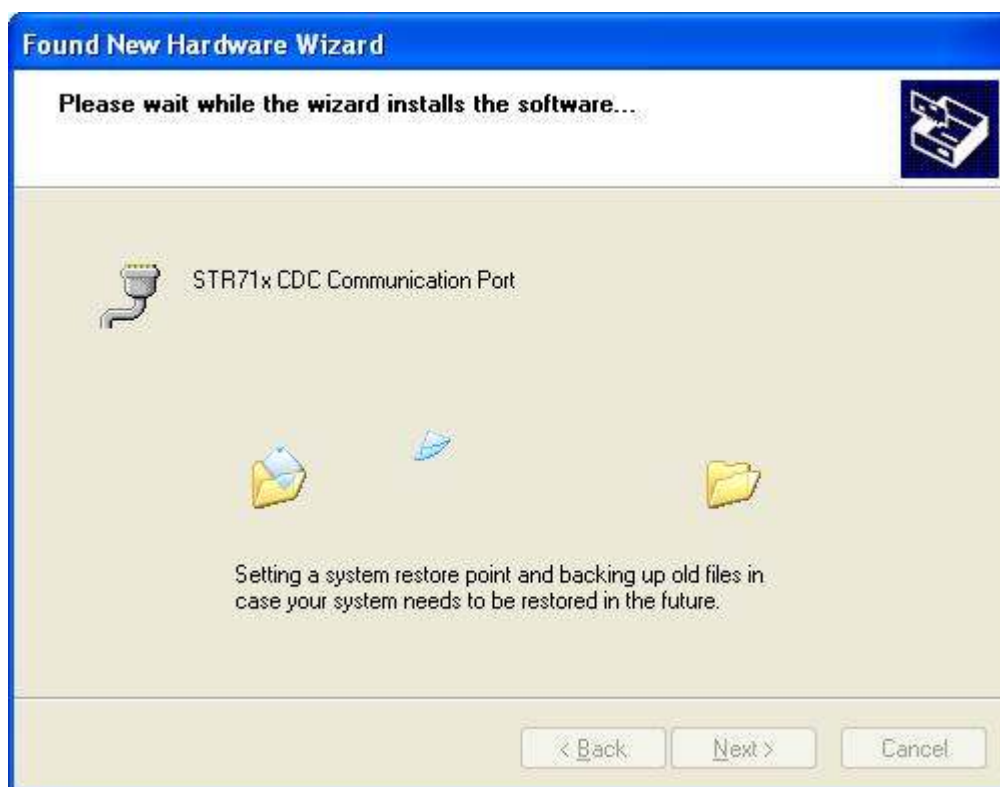 Found New Hardware Wizard
Please wait while the wizard installs the software...
STR71x CDC Communication Port
Setting a system restore point and backing up old files in
case your system needs to be restored in the future.
< Back
Next >
Cancel